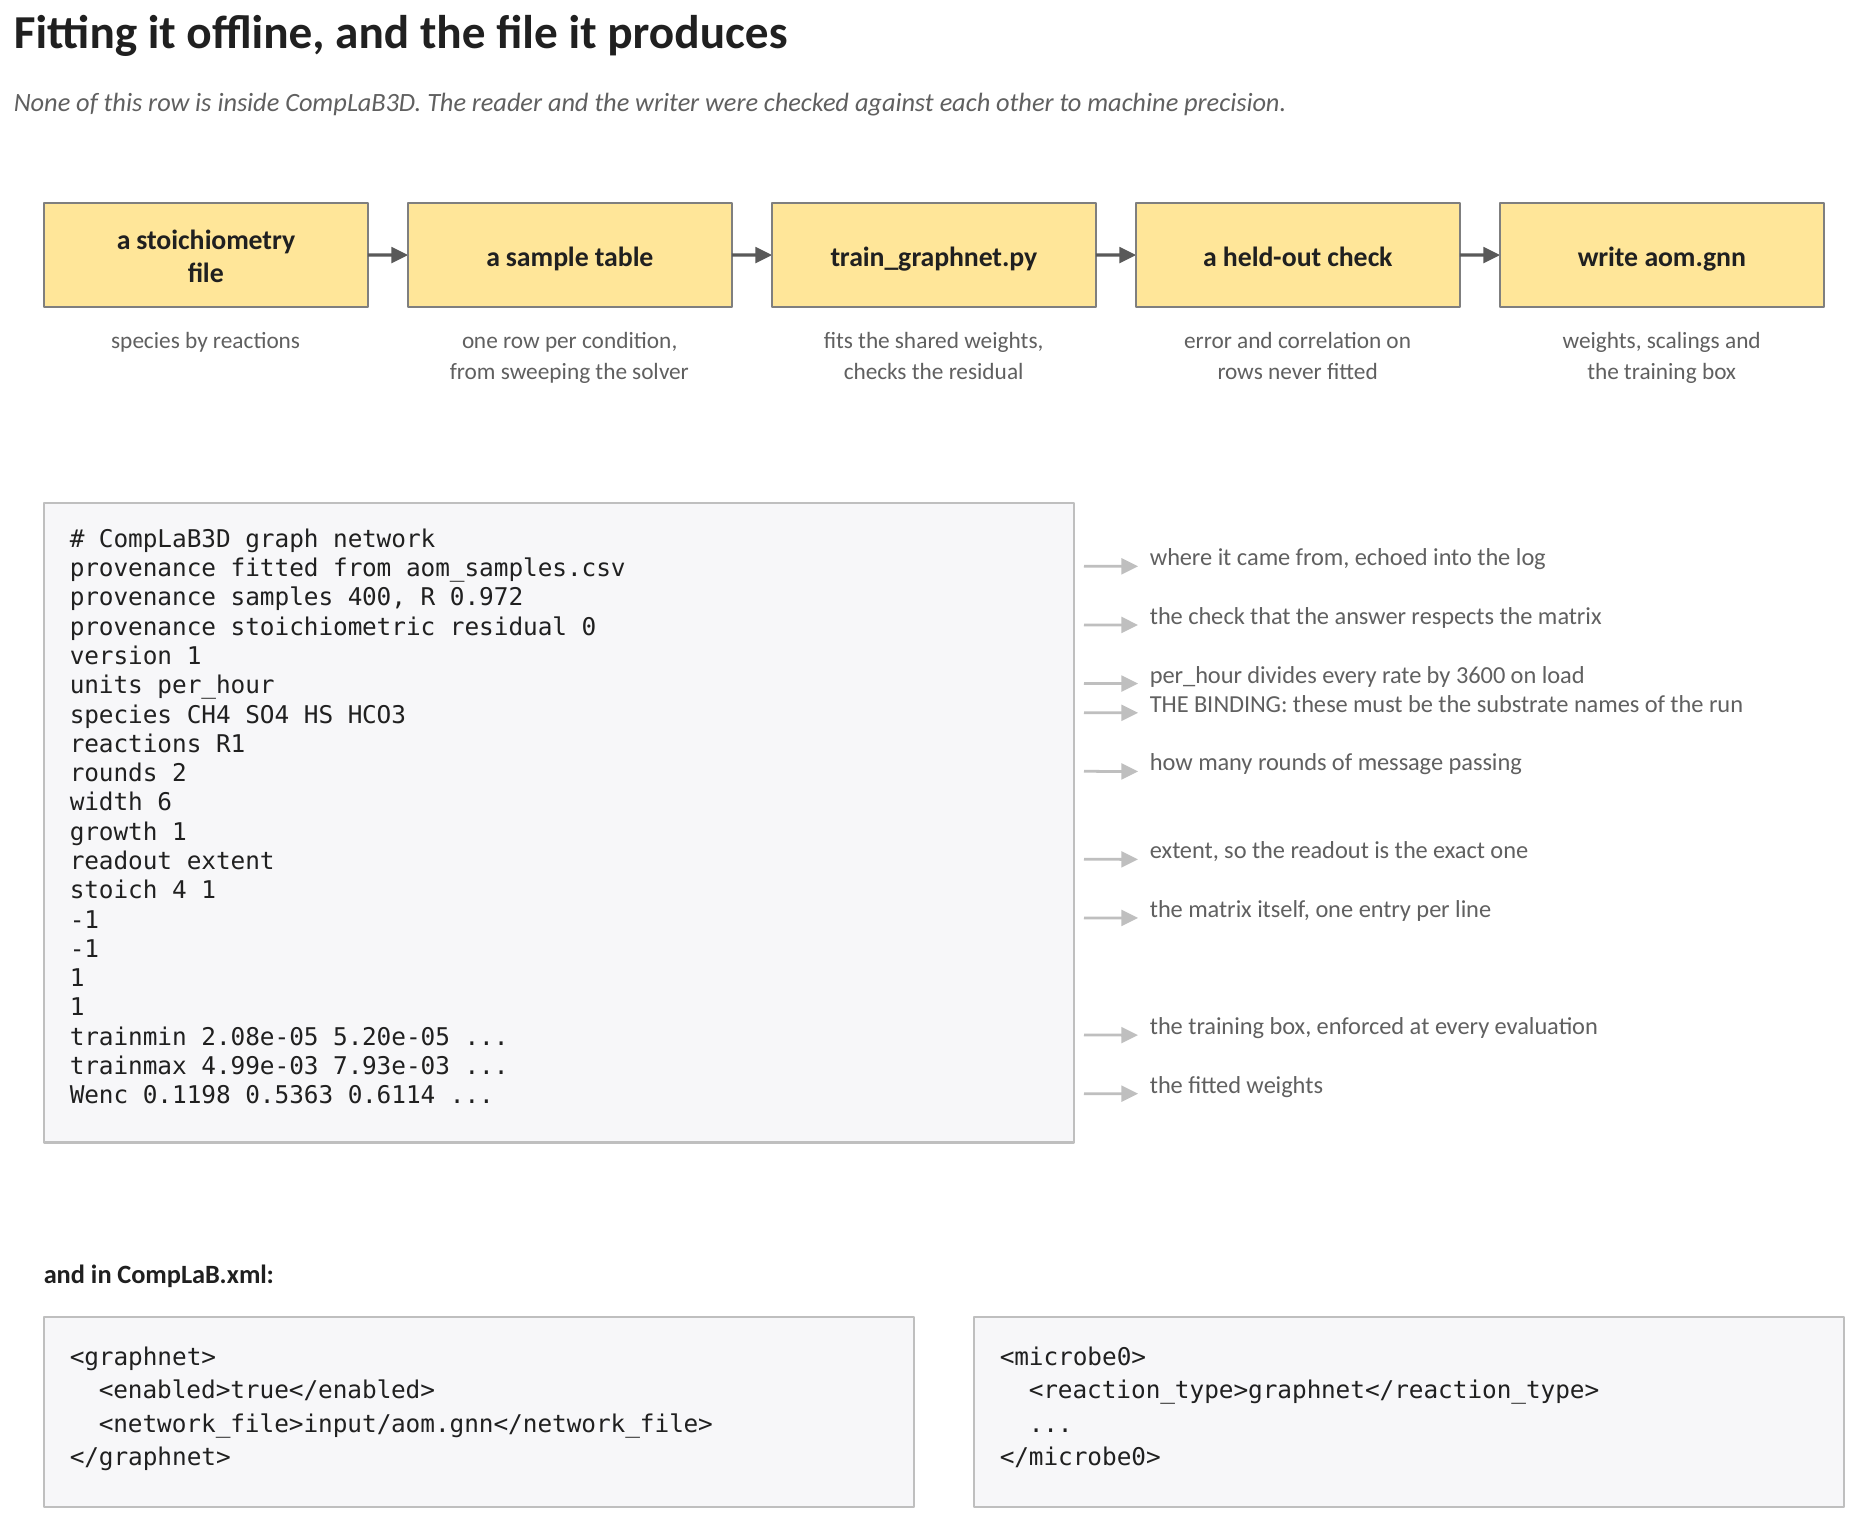 Fitting it offline, and the file it produces
None of this row is inside CompLaB3D. The reader and the writer were checked against each other to machine precision.
a stoichiometry
file
a sample table
train_graphnet.py
a held-out check
write aom.gnn
species by reactions
one row per condition,
from sweeping the solver
fits the shared weights,
checks the residual
error and correlation on
rows never fitted
weights, scalings and
the training box
# CompLaB3D graph network
provenance fitted from aom_samples.csv
provenance samples 400, R 0.972
provenance stoichiometric residual 0
version 1
units per_hour
species CH4 SO4 HS HCO3
reactions R1
rounds 2
width 6
growth 1
readout extent
stoich 4 1
-1
-1
1
1
trainmin 2.08e-05 5.20e-05 ...
trainmax 4.99e-03 7.93e-03 ...
Wenc 0.1198 0.5363 0.6114 ...
where it came from, echoed into the log
the check that the answer respects the matrix
per_hour divides every rate by 3600 on load
THE BINDING: these must be the substrate names of the run
how many rounds of message passing
extent, so the readout is the exact one
the matrix itself, one entry per line
the training box, enforced at every evaluation
the fitted weights
and in CompLaB.xml:
<graphnet>
  <enabled>true</enabled>
  <network_file>input/aom.gnn</network_file>
</graphnet>
<microbe0>
  <reaction_type>graphnet</reaction_type>
  ...
</microbe0>